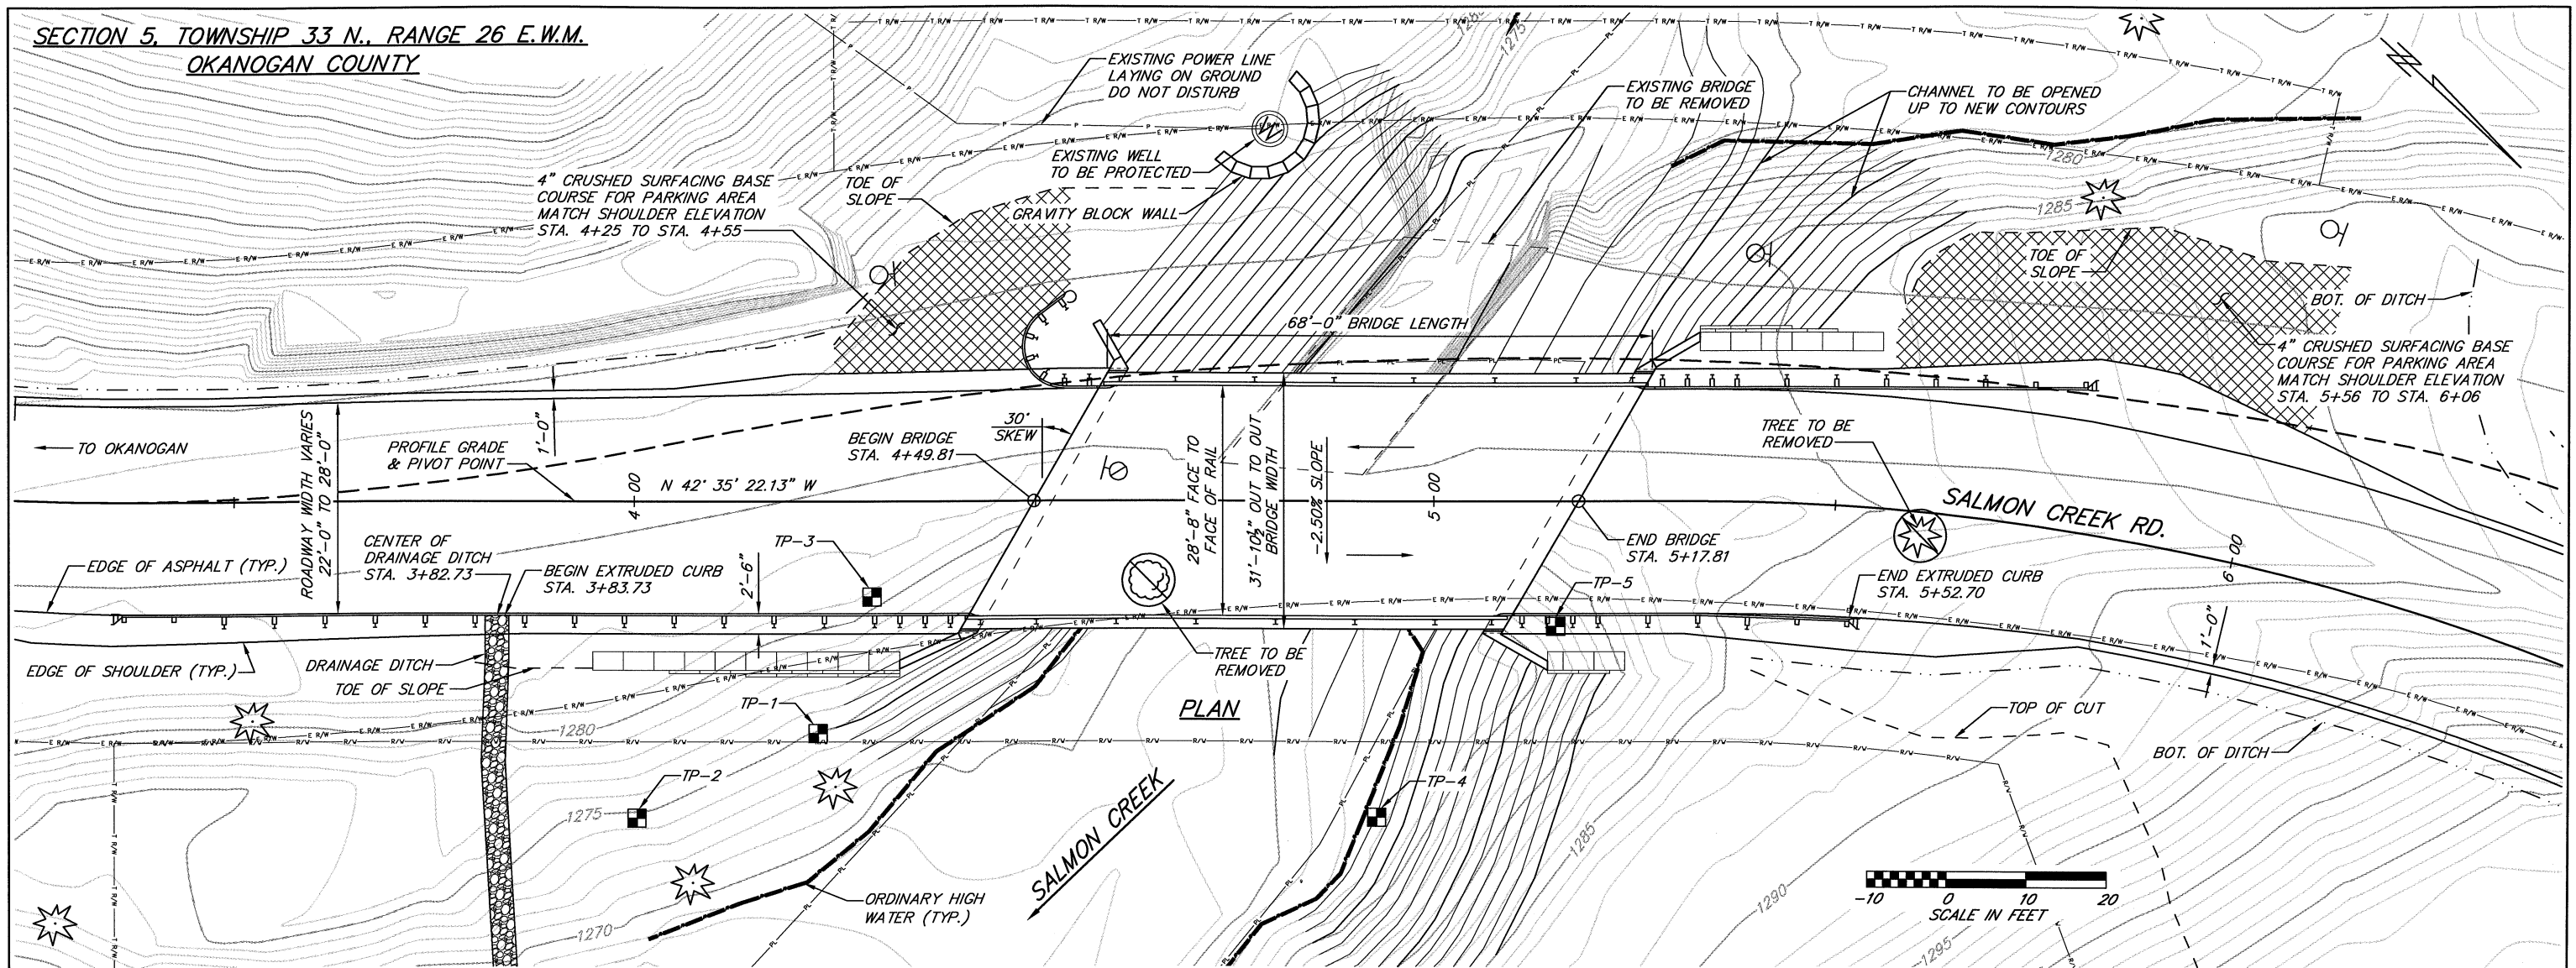 SECTION 5, TOWNSHIP 33 N., RANGE 26 E.W.M.
OKANOGAN COUNTY
EXISTING POWER LINE
LAYING ON GROUND
DO NOT DISTURB
EXISTING WELL
TO BE PROTECTED
4" CRUSHED SURFACING BASE
COURSE FOR PARKING AREA
MATCH SHOULDER ELEVATION
STA. 4+25 TO STA. 4+55
TOE OF
SLOPE
GRAVITY BLOCK WALL
1275
EXISTING BRIDGE
TO BE REMOVED
CHANNEL TO BE OPENED
UP TO NEW CONTOURS
1280
1285
TOE OF
SLOPE
BOT. OF DITCH
4" CRUSHED SURFACING BASE
COURSE FOR PARKING AREA
MATCH SHOULDER ELEVATION
STA. 5+56 TO STA. 6+06
68'-0" BRIDGE LENGTH
TO OKANOGAN
ROADWAY WIDTH VARIES
22'-0" TO 28'-0"
1'-0"
PROFILE GRADE
& PIVOT POINT
4-00
N 42° 35' 22.13" W
BEGIN BRIDGE
STA. 4+49.81
30°
SKEW
28'-8" FACE TO
FACE OF RAIL
31'-10½" OUT TO OUT
BRIDGE WIDTH
-2.50% SLOPE
5-00
TREE TO BE
REMOVED
SALMON CREEK RD.
6-00
END BRIDGE
STA. 5+17.81
EDGE OF ASPHALT (TYP.)
CENTER OF
DRAINAGE DITCH
STA. 3+82.73
BEGIN EXTRUDED CURB
STA. 3+83.73
2'-6"
TP-3
TP-5
END EXTRUDED CURB
STA. 5+52.70
1'-0"
EDGE OF SHOULDER (TYP.)
DRAINAGE DITCH
TOE OF SLOPE
TREE TO BE
REMOVED
TP-1
PLAN
TOP OF CUT
BOT. OF DITCH
1280
TP-2
1275
TP-4
1285
SALMON CREEK
ORDINARY HIGH
WATER (TYP.)
1270
1290
1295
-10 0 10 20
SCALE IN FEET